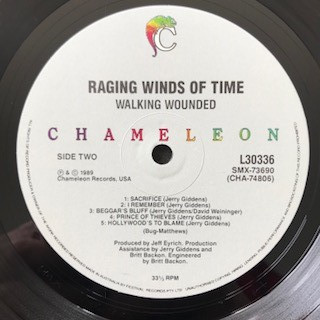 C
RAGING WINDS OF TIME
WALKING WOUNDED
CHAMELEON
SIDE TWO
L30336
SMX-73690
(CHA-74806)
℗ & © 1989
Chameleon Records, USA
1: SACRIFICE (Jerry Giddens)
2: I REMEMBER (Jerry Giddens)
3: BEGGAR'S BLUFF (Jerry Giddens/David Weininger)
4: PRINCE OF THIEVES (Jerry Giddens)
5: HOLLYWOOD'S TO BLAME (Jerry Giddens)
(Bug-Matthews)
Produced by Jeff Eyrich. Production
Assistance by Jerry Giddens and
Britt Backon. Engineered
by Britt Backon.
33⅓ RPM